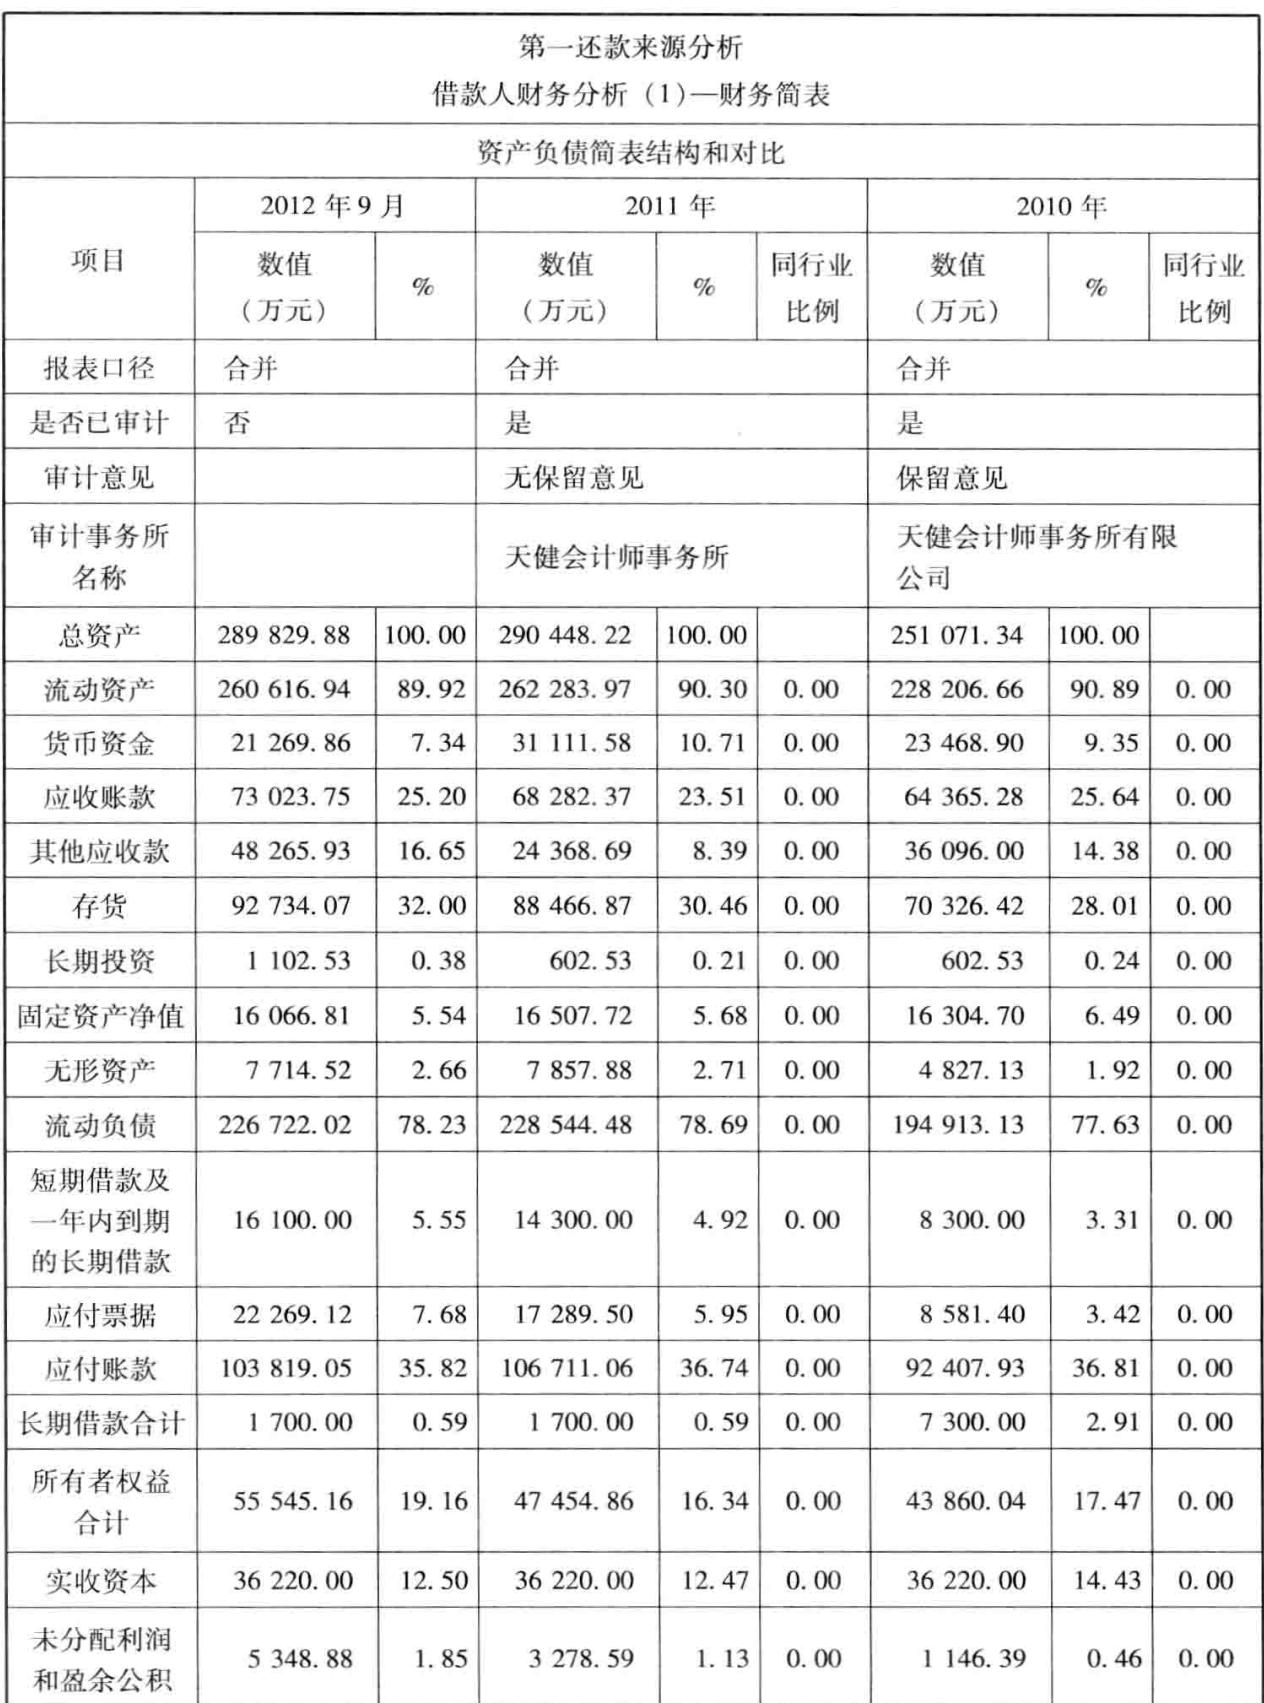 第一还款来源分析
借款人财务分析（1）—财务简表
资产负债简表结构和对比
项目 2012 年 9 月 2011 年 2010 年
数值（万元） % 数值（万元） % 同行业比例 数值（万元） % 同行业比例
报表口径 合并 合并 合并
是否已审计 否 是 是
审计意见 无保留意见 保留意见
审计事务所名称 天健会计师事务所 天健会计师事务所有限公司
总资产 289 829.88 100.00 290 448.22 100.00 251 071.34 100.00
流动资产 260 616.94 89.92 262 283.97 90.30 0.00 228 206.66 90.89 0.00
货币资金 21 269.86 7.34 31 111.58 10.71 0.00 23 468.90 9.35 0.00
应收账款 73 023.75 25.20 68 282.37 23.51 0.00 64 365.28 25.64 0.00
其他应收款 48 265.93 16.65 24 368.69 8.39 0.00 36 096.00 14.38 0.00
存货 92 734.07 32.00 88 466.87 30.46 0.00 70 326.42 28.01 0.00
长期投资 1 102.53 0.38 602.53 0.21 0.00 602.53 0.24 0.00
固定资产净值 16 066.81 5.54 16 507.72 5.68 0.00 16 304.70 6.49 0.00
无形资产 7 714.52 2.66 7 857.88 2.71 0.00 4 827.13 1.92 0.00
流动负债 226 722.02 78.23 228 544.48 78.69 0.00 194 913.13 77.63 0.00
短期借款及一年内到期的长期借款 16 100.00 5.55 14 300.00 4.92 0.00 8 300.00 3.31 0.00
应付票据 22 269.12 7.68 17 289.50 5.95 0.00 8 581.40 3.42 0.00
应付账款 103 819.05 35.82 106 711.06 36.74 0.00 92 407.93 36.81 0.00
长期借款合计 1 700.00 0.59 1 700.00 0.59 0.00 7 300.00 2.91 0.00
所有者权益合计 55 545.16 19.16 47 454.86 16.34 0.00 43 860.04 17.47 0.00
实收资本 36 220.00 12.50 36 220.00 12.47 0.00 36 220.00 14.43 0.00
未分配利润和盈余公积 5 348.88 1.85 3 278.59 1.13 0.00 1 146.39 0.46 0.00